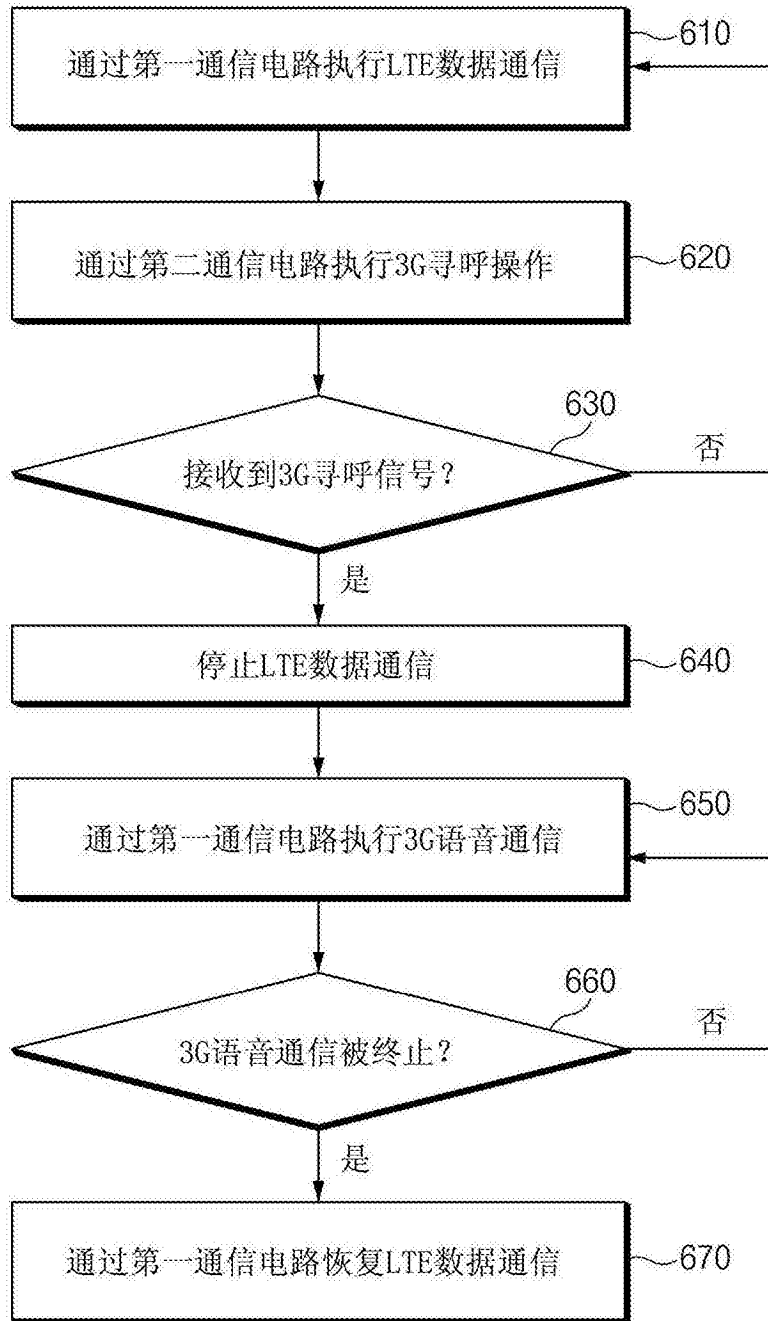 通过第一通信电路执行LTE数据通信
610
通过第二通信电路执行3G寻呼操作
620
630
接收到3G寻呼信号？
否
是
停止LTE数据通信
640
通过第一通信电路执行3G语音通信
650
660
3G语音通信被终止？
否
是
通过第一通信电路恢复LTE数据通信
670